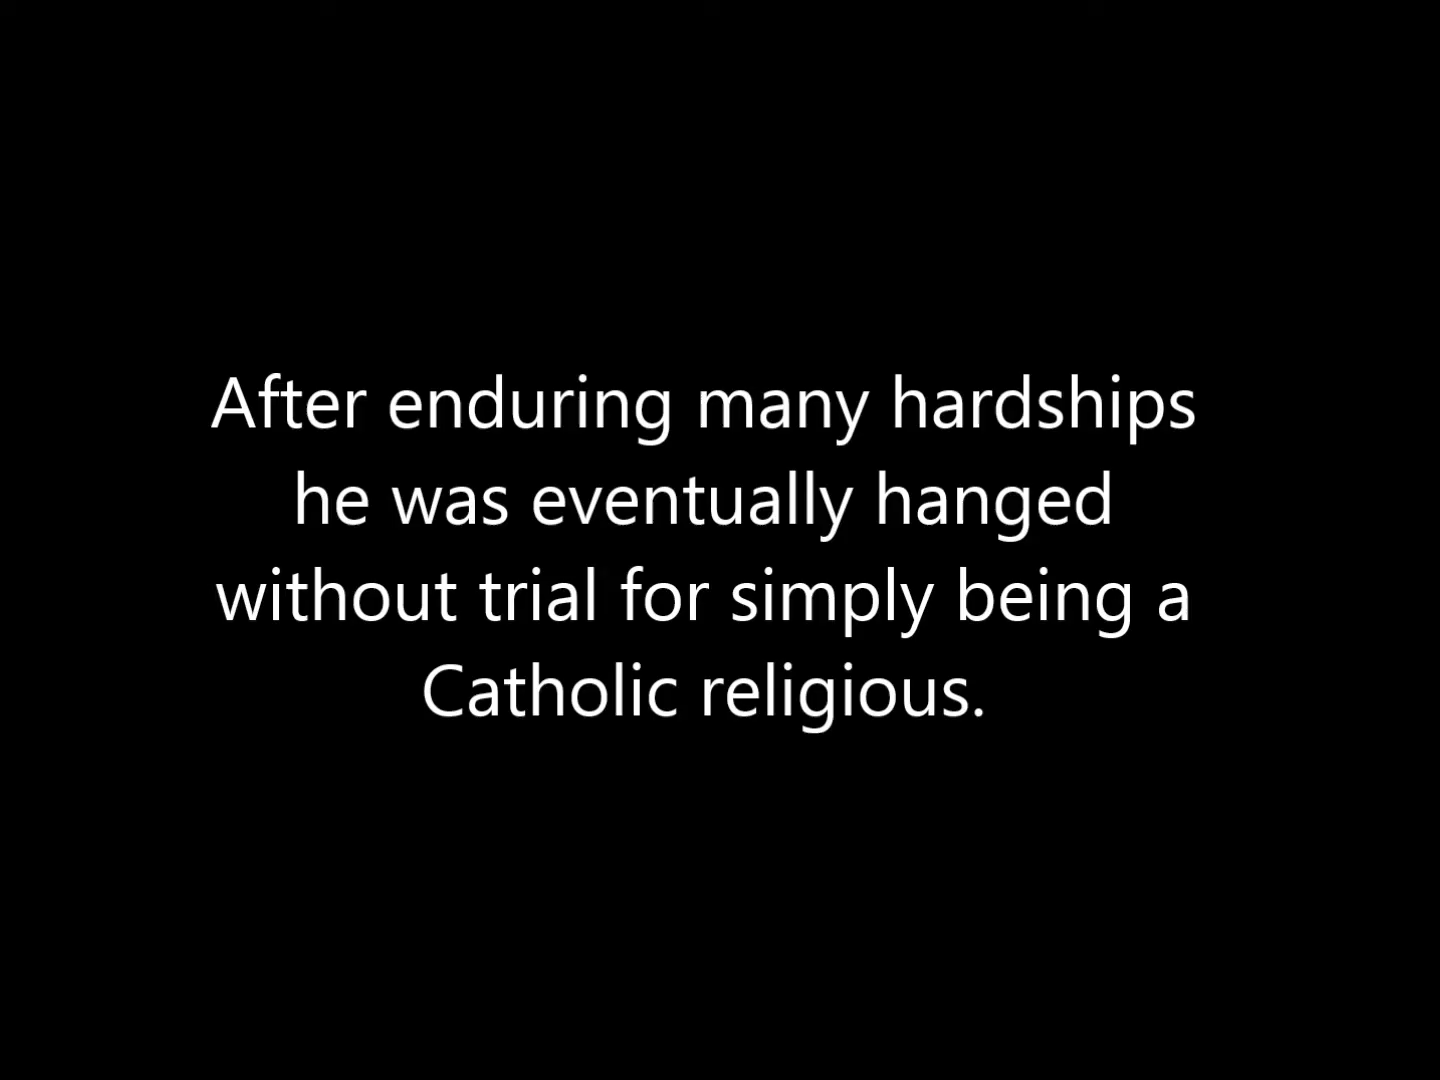 After enduring many hardships
he was eventually hanged
without trial for simply being a
Catholic religious.